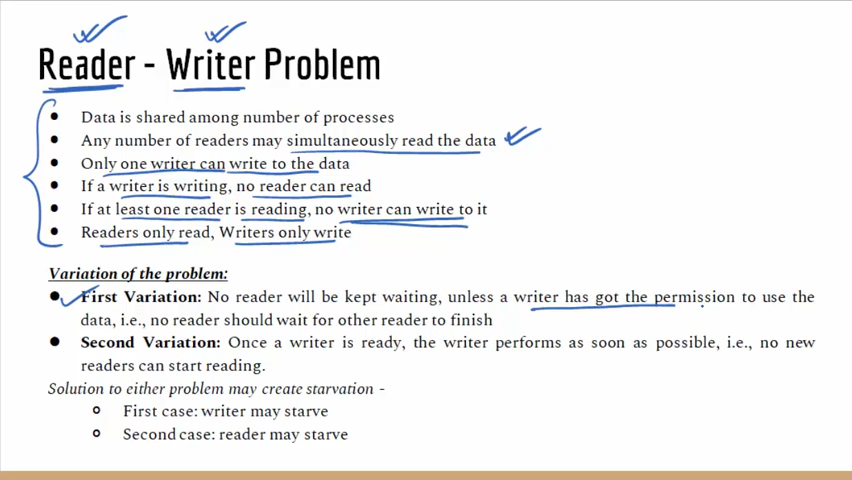 Reader - Writer Problem
● Data is shared among number of processes
● Any number of readers may simultaneously read the data
● Only one writer can write to the data
● If a writer is writing, no reader can read
● If at least one reader is reading, no writer can write to it
● Readers only read, Writers only write
Variation of the problem:
● First Variation: No reader will be kept waiting, unless a writer has got the permission to use the
data, i.e., no reader should wait for other reader to finish
● Second Variation: Once a writer is ready, the writer performs as soon as possible, i.e., no new
readers can start reading.
Solution to either problem may create starvation -
○ First case: writer may starve
○ Second case: reader may starve